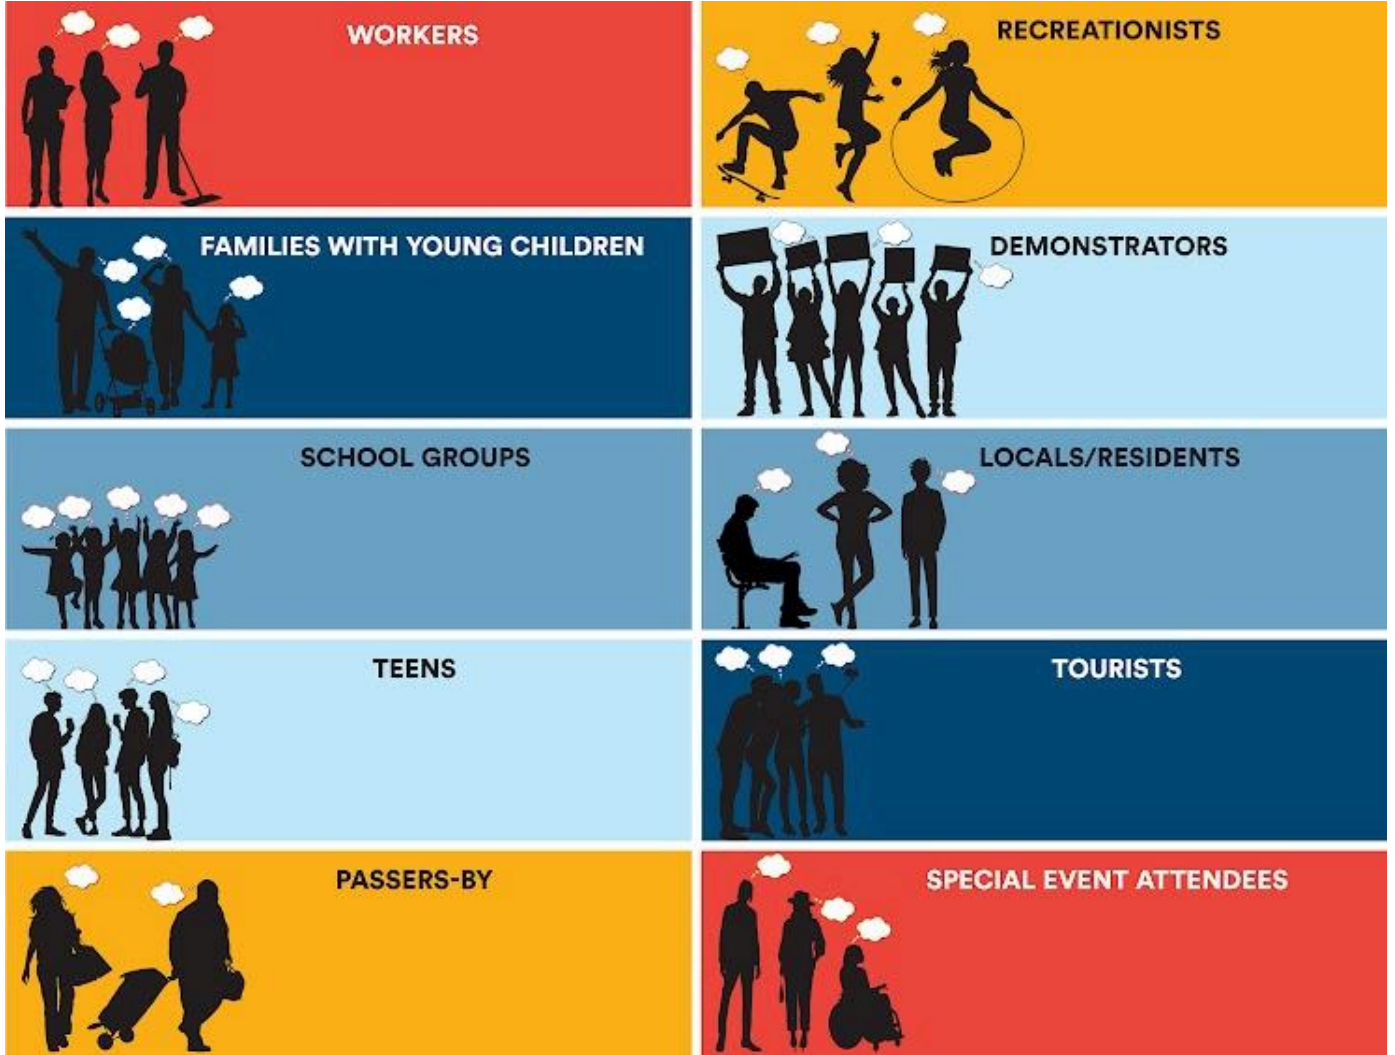 WORKERS
RECREATIONISTS
FAMILIES WITH YOUNG CHILDREN
DEMONSTRATORS
SCHOOL GROUPS
LOCALS/RESIDENTS
TEENS
TOURISTS
PASSERS-BY
SPECIAL EVENT ATTENDEES